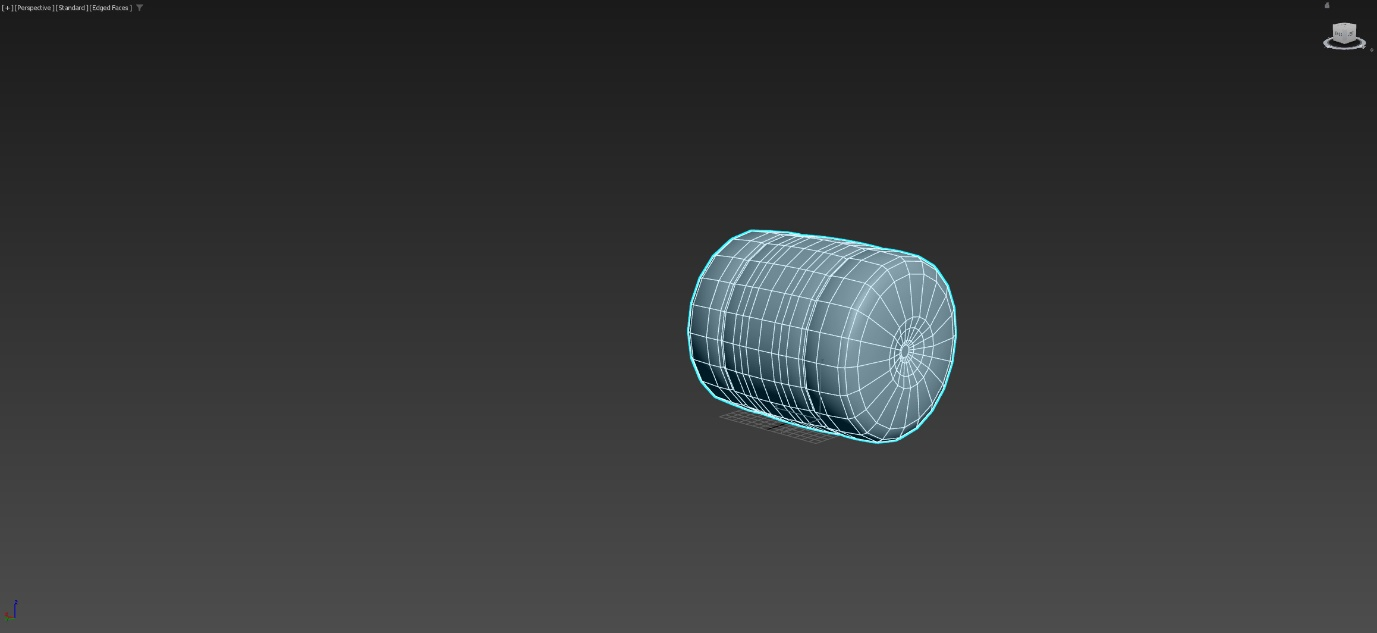 [+] [Perspective] [Standard] [Edged Faces]
z